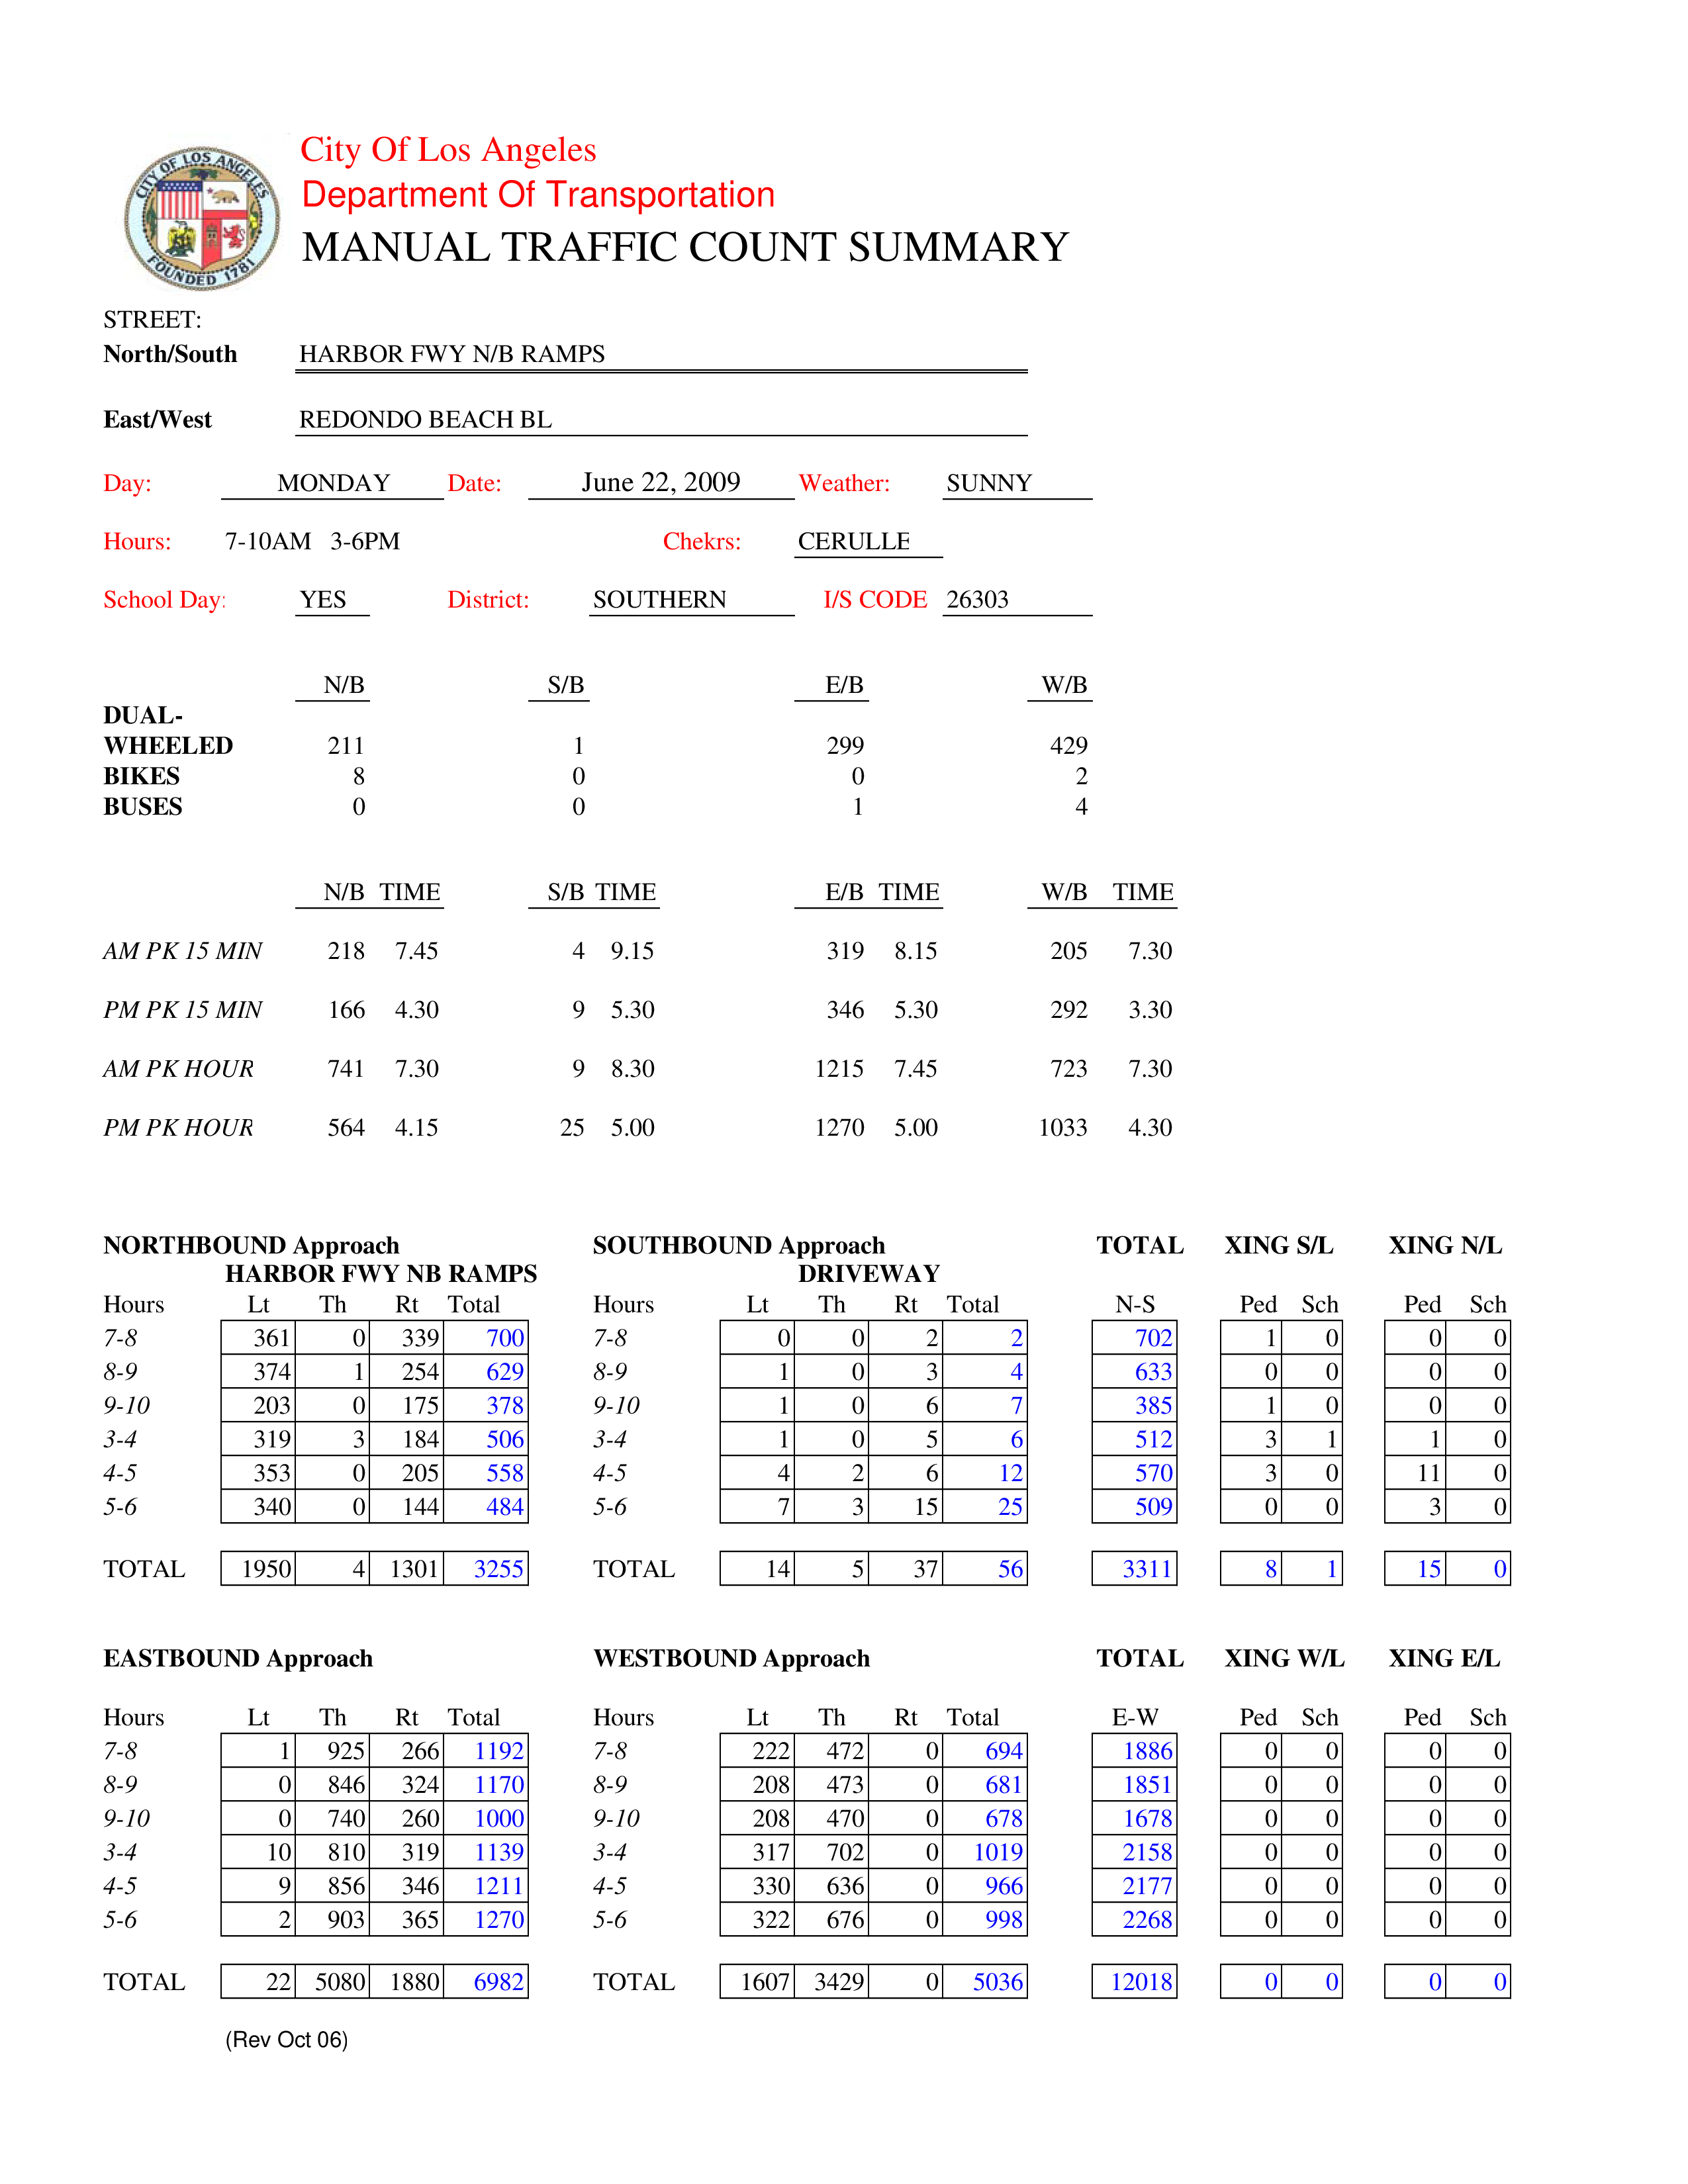 CITY OF LOS ANGELES
FOUNDED 1781
City Of Los Angeles
Department Of Transportation
MANUAL TRAFFIC COUNT SUMMARY
STREET:
North/South HARBOR FWY N/B RAMPS
East/West REDONDO BEACH BL
Day: MONDAY Date: June 22, 2009 Weather: SUNNY
Hours: 7-10AM 3-6PM Chekrs: CERULLE
School Day: YES District: SOUTHERN I/S CODE 26303
N/B S/B E/B W/B
DUAL-
WHEELED 211 1 299 429
BIKES 8 0 0 2
BUSES 0 0 1 4
N/B TIME S/B TIME E/B TIME W/B TIME
AM PK 15 MIN 218 7.45 4 9.15 319 8.15 205 7.30
PM PK 15 MIN 166 4.30 9 5.30 346 5.30 292 3.30
AM PK HOUR 741 7.30 9 8.30 1215 7.45 723 7.30
PM PK HOUR 564 4.15 25 5.00 1270 5.00 1033 4.30
NORTHBOUND Approach SOUTHBOUND Approach TOTAL XING S/L XING N/L
HARBOR FWY NB RAMPS DRIVEWAY
Hours Lt Th Rt Total Hours Lt Th Rt Total N-S Ped Sch Ped Sch
7-8 361 0 339 700 7-8 0 0 2 2 702 1 0 0 0
8-9 374 1 254 629 8-9 1 0 3 4 633 0 0 0 0
9-10 203 0 175 378 9-10 1 0 6 7 385 1 0 0 0
3-4 319 3 184 506 3-4 1 0 5 6 512 3 1 1 0
4-5 353 0 205 558 4-5 4 2 6 12 570 3 0 11 0
5-6 340 0 144 484 5-6 7 3 15 25 509 0 0 3 0
TOTAL 1950 4 1301 3255 TOTAL 14 5 37 56 3311 8 1 15 0
EASTBOUND Approach WESTBOUND Approach TOTAL XING W/L XING E/L
Hours Lt Th Rt Total Hours Lt Th Rt Total E-W Ped Sch Ped Sch
7-8 1 925 266 1192 7-8 222 472 0 694 1886 0 0 0 0
8-9 0 846 324 1170 8-9 208 473 0 681 1851 0 0 0 0
9-10 0 740 260 1000 9-10 208 470 0 678 1678 0 0 0 0
3-4 10 810 319 1139 3-4 317 702 0 1019 2158 0 0 0 0
4-5 9 856 346 1211 4-5 330 636 0 966 2177 0 0 0 0
5-6 2 903 365 1270 5-6 322 676 0 998 2268 0 0 0 0
TOTAL 22 5080 1880 6982 TOTAL 1607 3429 0 5036 12018 0 0 0 0
(Rev Oct 06)